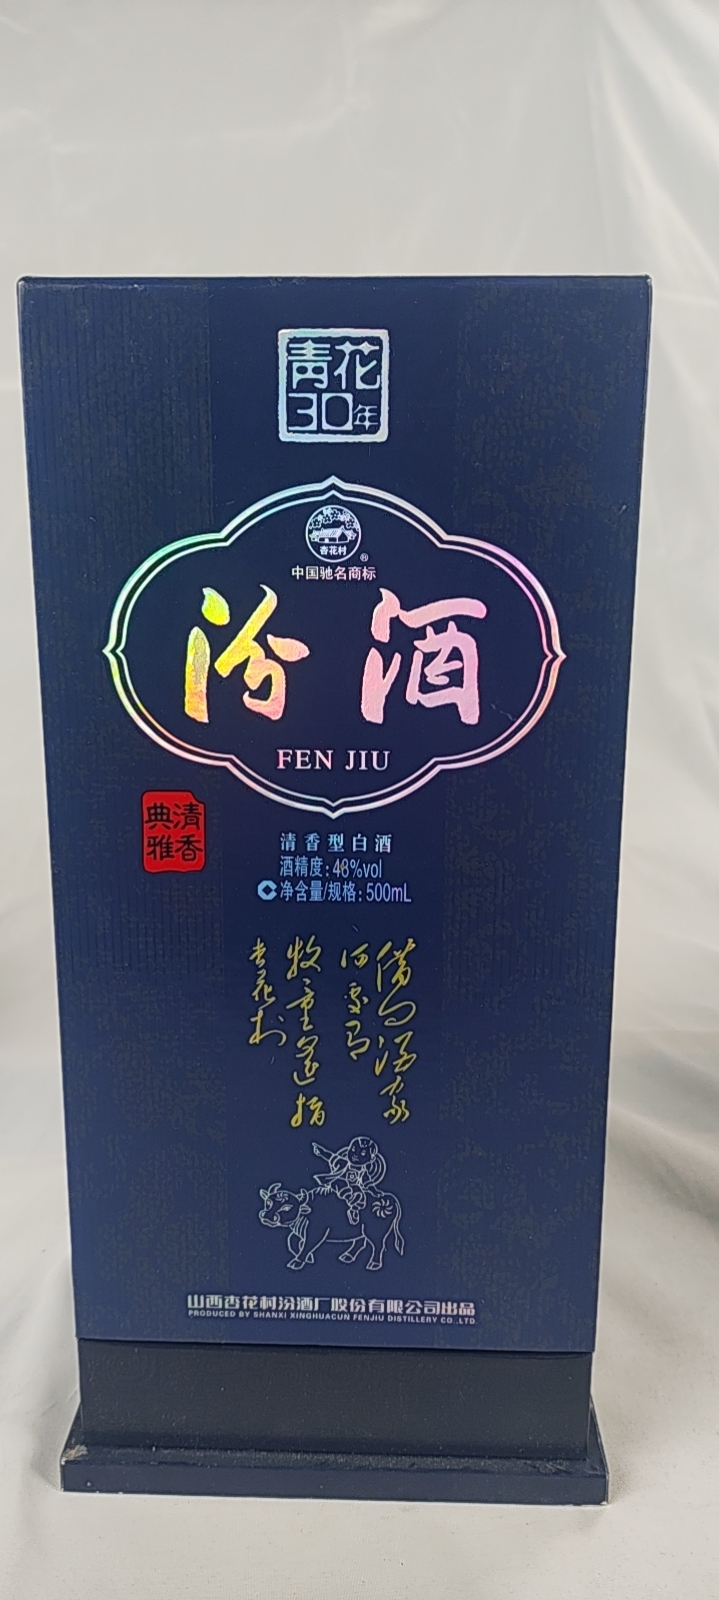 青花
30年
杏花村
®
中国驰名商标
汾酒
FEN JIU
清香
典雅
清香型白酒
酒精度:48%vol
净含量/规格:500mL
借问酒家
何处有
牧童遥指
杏花村
山西杏花村汾酒厂股份有限公司出品
PRODUCED BY SHANXI XINGHUACUN FENJIU DISTILLERY CO.,LTD.